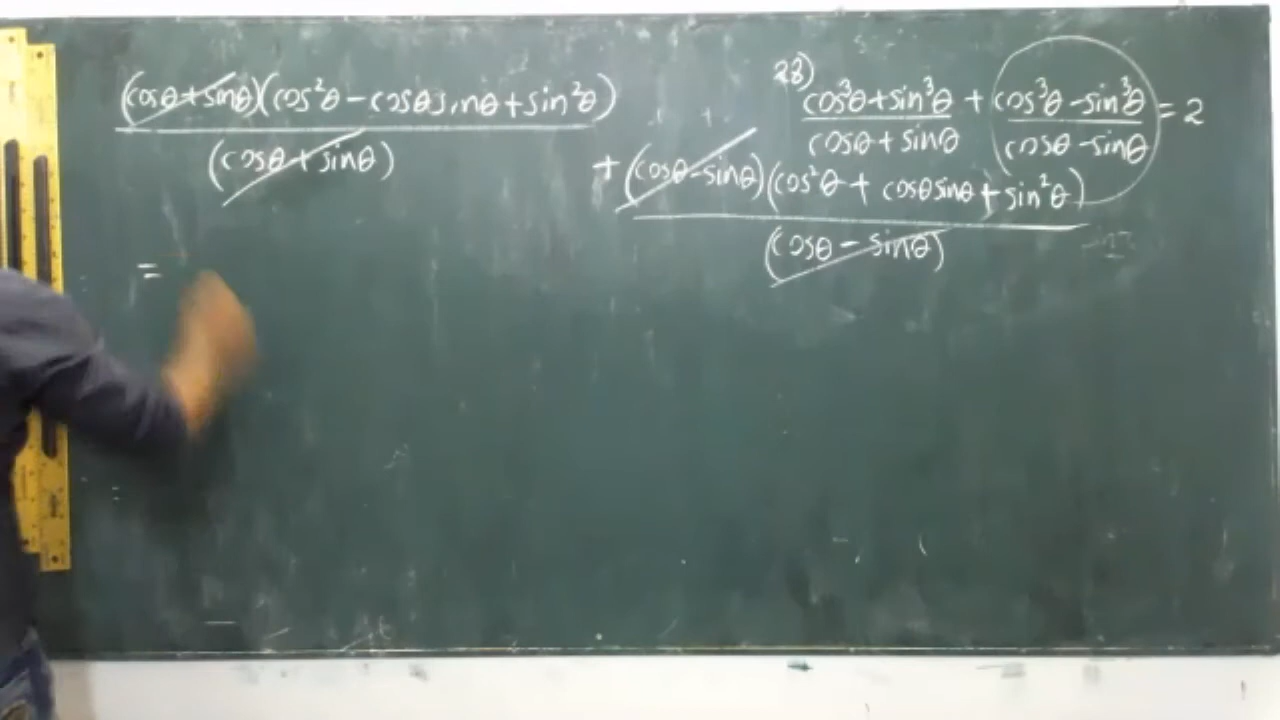 28)
cos³θ+sin³θ / cosθ+sinθ + cos³θ-sin³θ / cosθ-sinθ = 2
(cosθ+sinθ)(cos²θ-cosθsinθ+sin²θ) / (cosθ+sinθ)
+ (cosθ-sinθ)(cos²θ+cosθsinθ+sin²θ) / (cosθ-sinθ)
=